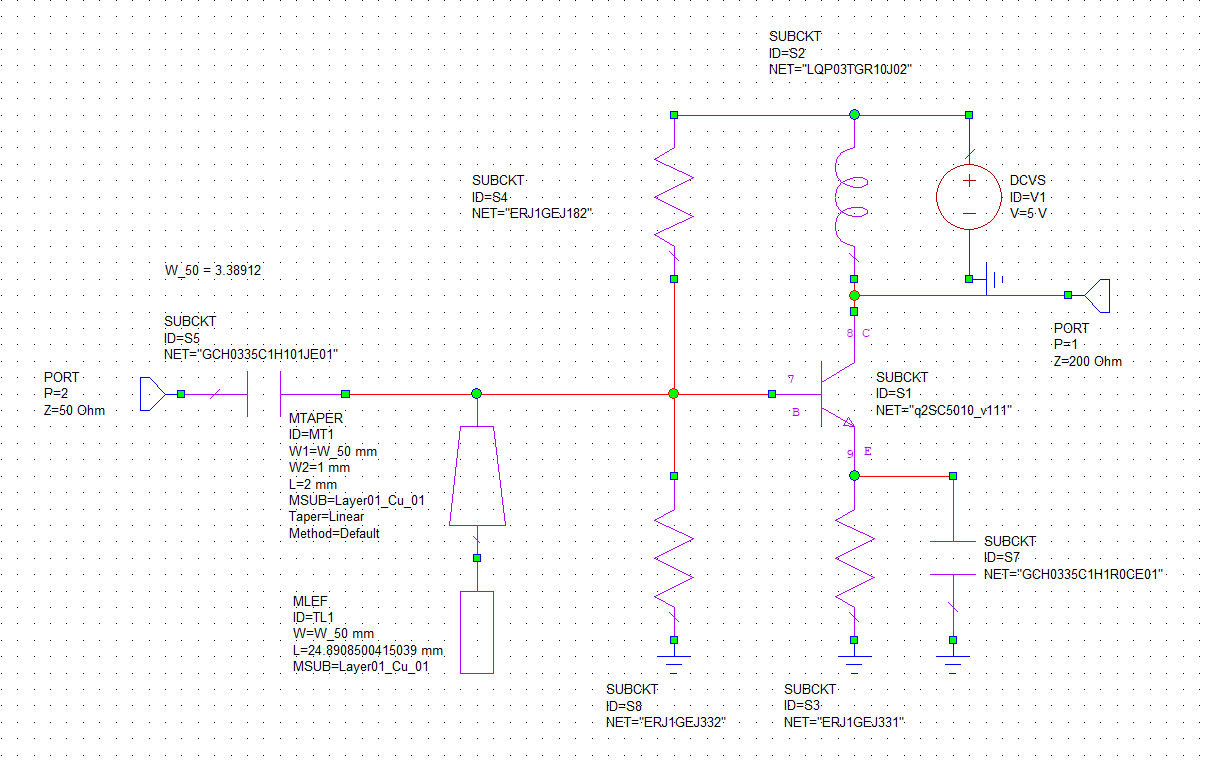 SUBCKT
ID=S2
NET="LQP03TGR10J02"
SUBCKT
ID=S4
NET="ERJ1GEJ182"
DCVS
ID=V1
V=5 V
W_50 = 3.38912
SUBCKT
ID=S5
NET="GCH0335C1H101JE01"
PORT
P=1
Z=200 Ohm
8 C
PORT
P=2
Z=50 Ohm
7
B
SUBCKT
ID=S1
NET="q2SC5010_v111"
MTAPER
ID=MT1
W1=W_50 mm
W2=1 mm
L=2 mm
MSUB=Layer01_Cu_01
Taper=Linear
Method=Default
9 E
SUBCKT
ID=S7
NET="GCH0335C1H1R0CE01"
MLEF
ID=TL1
W=W_50 mm
L=24.8908500415039 mm
MSUB=Layer01_Cu_01
SUBCKT
ID=S8
NET="ERJ1GEJ332"
SUBCKT
ID=S3
NET="ERJ1GEJ331"